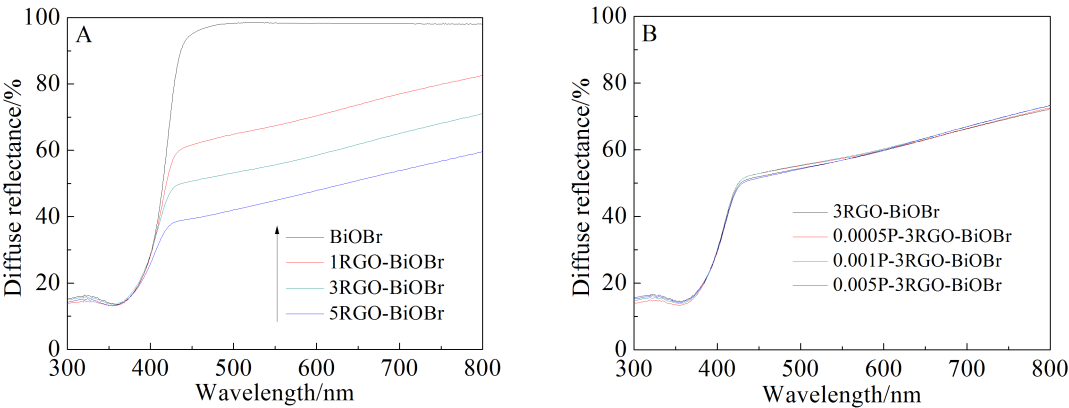 A
Diffuse reflectance/%
100
80
60
40
20
0
BiOBr
1RGO-BiOBr
3RGO-BiOBr
5RGO-BiOBr
300 400 500 600 700 800
Wavelength/nm
B
Diffuse reflectance/%
100
80
60
40
20
0
3RGO-BiOBr
0.0005P-3RGO-BiOBr
0.001P-3RGO-BiOBr
0.005P-3RGO-BiOBr
300 400 500 600 700 800
Wavelength/nm